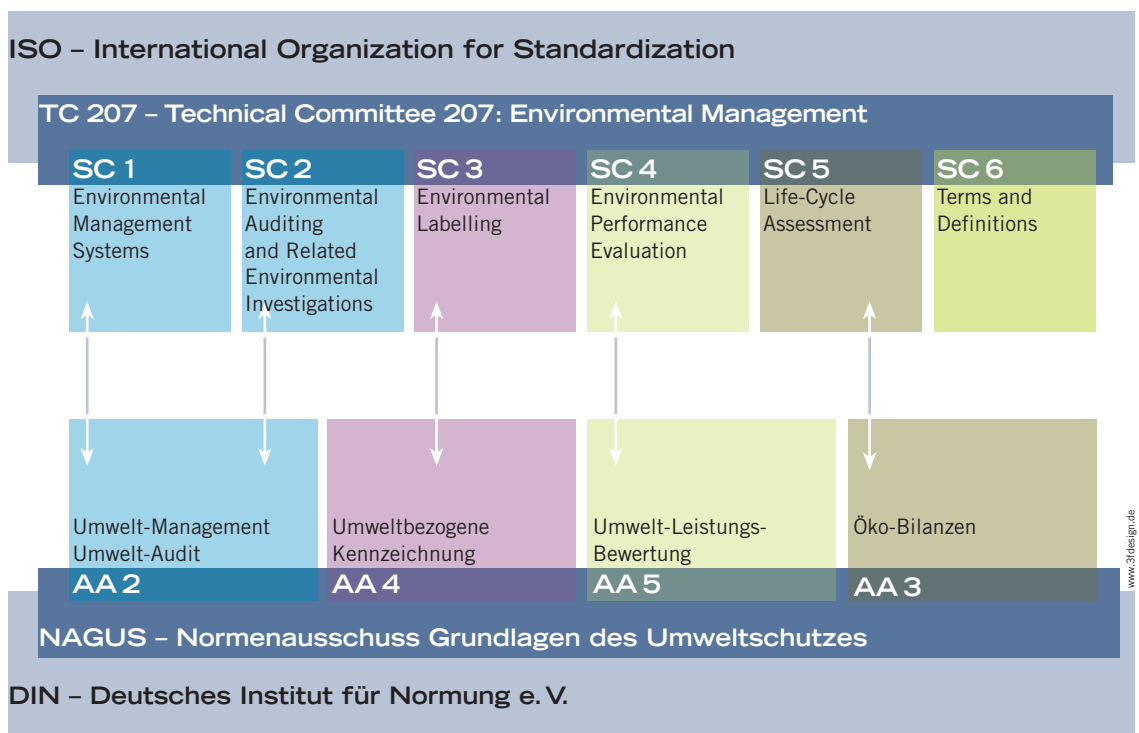 ISO – International Organization for Standardization
TC 207 – Technical Committee 207: Environmental Management
SC 1
Environmental
Management
Systems
SC 2
Environmental
Auditing
and Related
Environmental
Investigations
SC 3
Environmental
Labelling
SC 4
Environmental
Performance
Evaluation
SC 5
Life-Cycle
Assessment
SC 6
Terms and
Definitions
Umwelt-Management
Umwelt-Audit
AA 2
Umweltbezogene
Kennzeichnung
AA 4
Umwelt-Leistungs-
Bewertung
AA 5
Öko-Bilanzen
AA 3
NAGUS – Normenausschuss Grundlagen des Umweltschutzes
DIN – Deutsches Institut für Normung e. V.
www.3fdesign.de